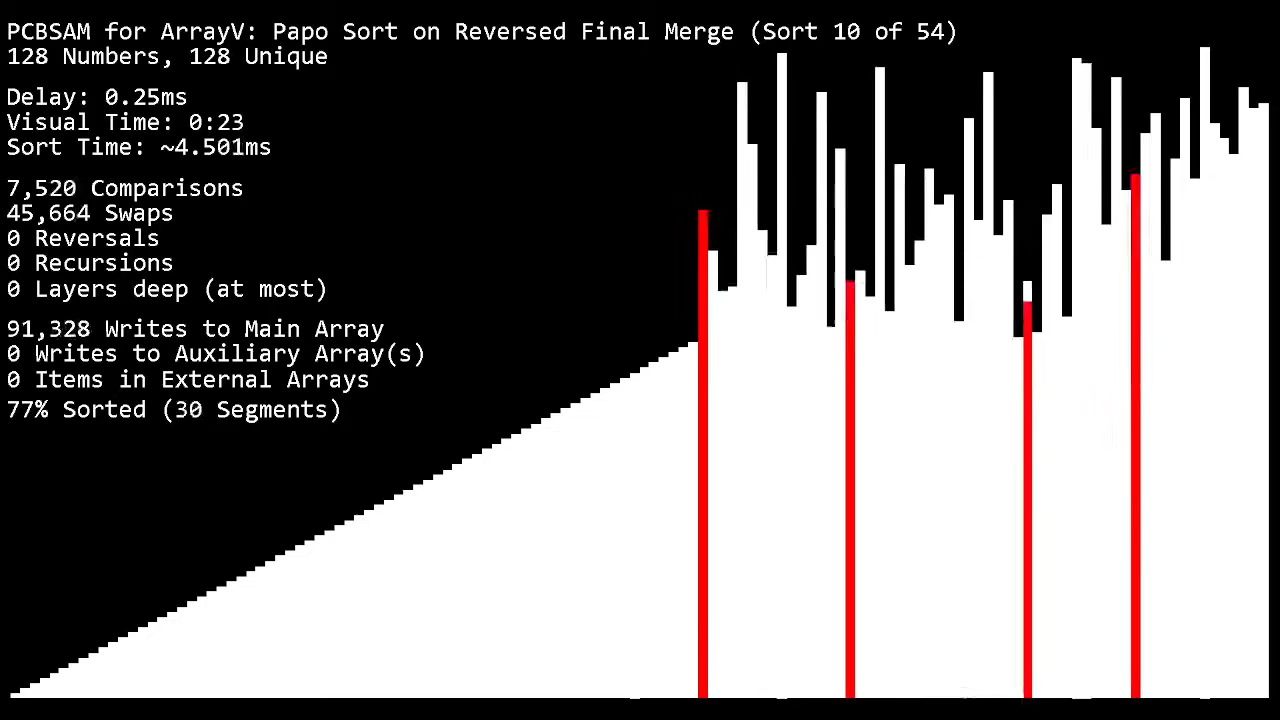 PCBSAM for ArrayV: Papo Sort on Reversed Final Merge (Sort 10 of 54)
128 Numbers, 128 Unique
Delay: 0.25ms
Visual Time: 0:23
Sort Time: ~4.501ms
7,520 Comparisons
45,664 Swaps
0 Reversals
0 Recursions
0 Layers deep (at most)
91,328 Writes to Main Array
0 Writes to Auxiliary Array(s)
0 Items in External Arrays
77% Sorted (30 Segments)